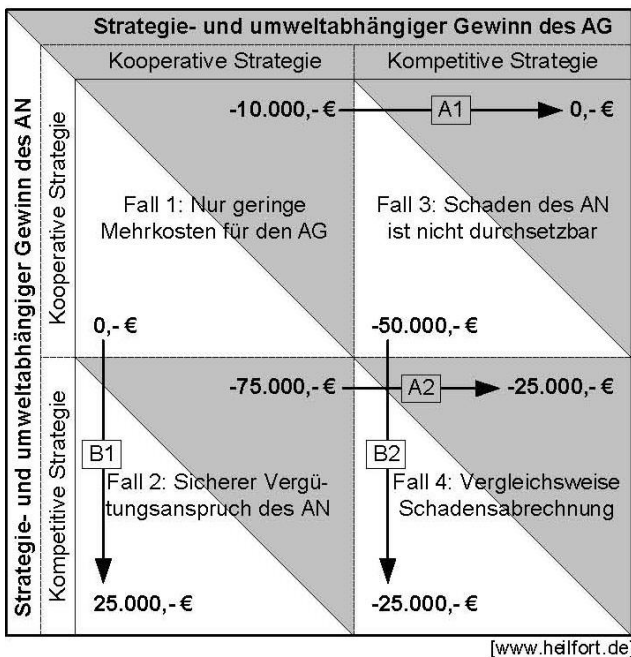 Strategie- und umweltabhängiger Gewinn des AG
Kooperative Strategie
Kompetitive Strategie
Strategie- und umweltabhängiger Gewinn des AN
Kooperative Strategie
-10.000,- €
A1
0,- €
Fall 1: Nur geringe
Mehrkosten für den AG
Fall 3: Schaden des AN
ist nicht durchsetzbar
0,- €
-50.000,- €
Kompetitive Strategie
-75.000,- €
A2
-25.000,- €
B1
B2
Fall 2: Sicherer Vergü-
tungsanspruch des AN
Fall 4: Vergleichsweise
Schadensabrechnung
25.000,- €
-25.000,- €
[www.heilfort.de]